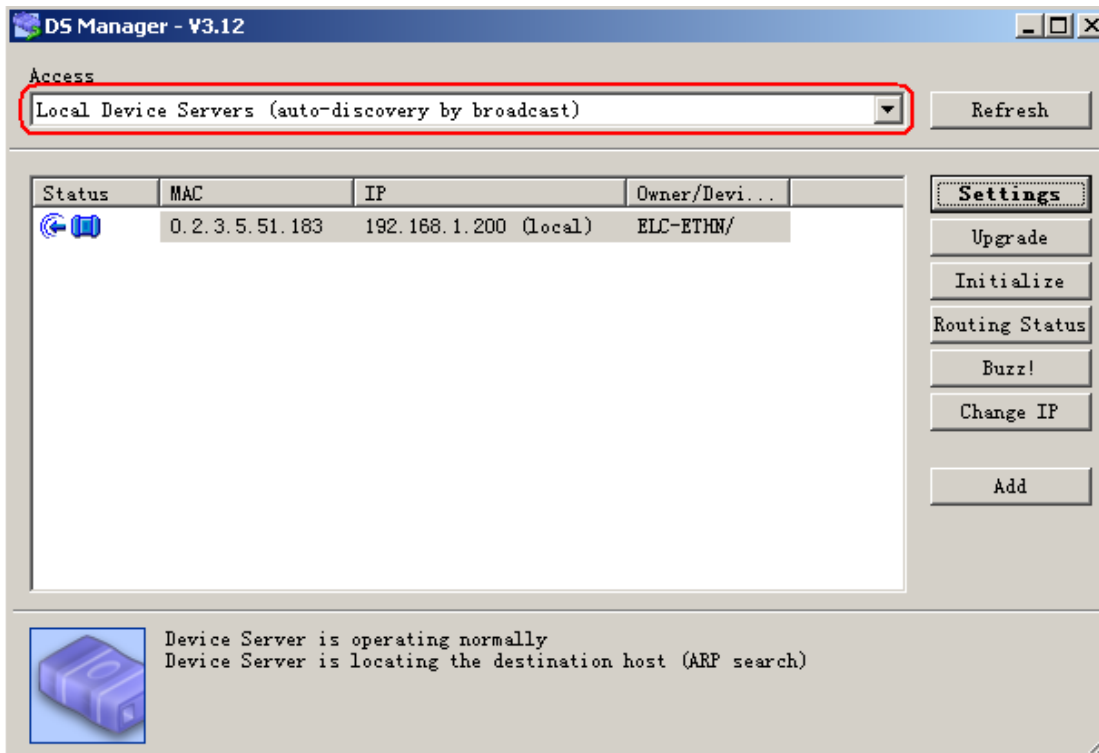 DS Manager - V3.12
Access
Local Device Servers (auto-discovery by broadcast)
Refresh
Status MAC IP Owner/Devi...
0.2.3.5.51.183 192.168.1.200 (local) ELC-ETHN/
Settings
Upgrade
Initialize
Routing Status
Buzz!
Change IP
Add
Device Server is operating normally
Device Server is locating the destination host (ARP search)